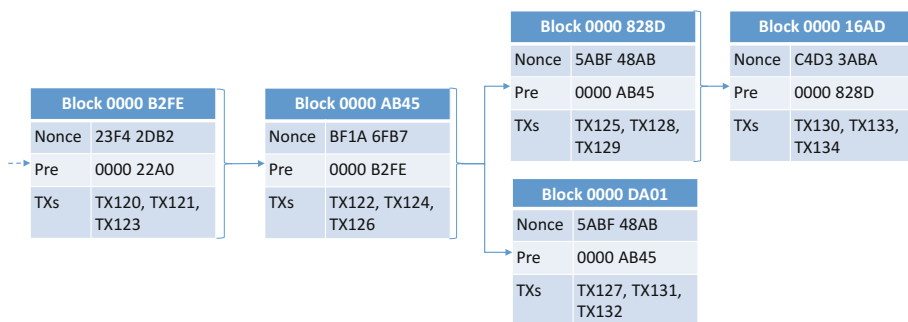 Block 0000 B2FE
Nonce 23F4 2DB2
Pre 0000 22A0
TXs TX120, TX121,
TX123
Block 0000 AB45
Nonce BF1A 6FB7
Pre 0000 B2FE
TXs TX122, TX124,
TX126
Block 0000 828D
Nonce 5ABF 48AB
Pre 0000 AB45
TXs TX125, TX128,
TX129
Block 0000 16AD
Nonce C4D3 3ABA
Pre 0000 828D
TXs TX130, TX133,
TX134
Block 0000 DA01
Nonce 5ABF 48AB
Pre 0000 AB45
TXs TX127, TX131,
TX132